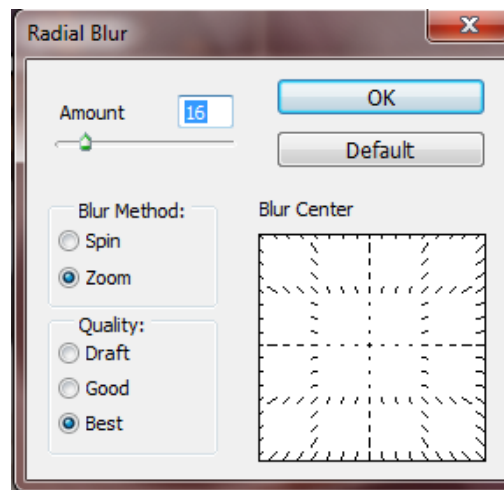 Radial Blur
Amount 16
OK
Default
Blur Method:
Spin
Zoom
Blur Center
Quality:
Draft
Good
Best